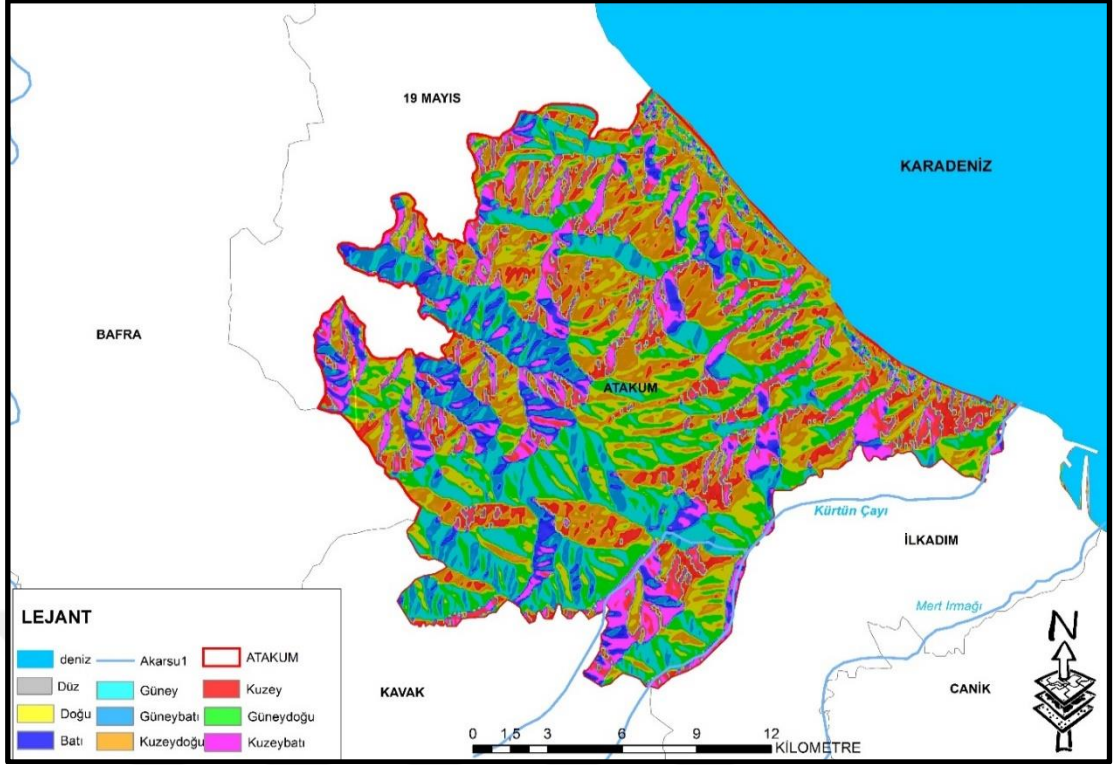 19 MAYIS
KARADENİZ
BAFRA
ATAKUM
Kürtün Çayı
İLKADIM
Mert Irmağı
KAVAK
CANİK
N
LEJANT
deniz Akarsu1 ATAKUM
Düz Güney Kuzey
Doğu Güneybatı Güneydoğu
Batı Kuzeydoğu Kuzeybatı
0 1,5 3 6 9 12
KİLOMETRE